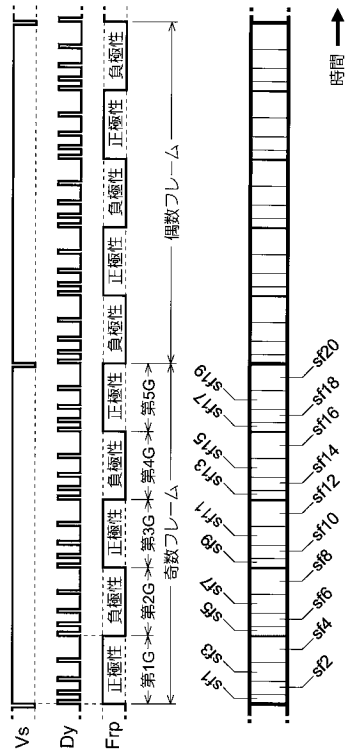 Vs
Dy
Frp
正極性 負極性 正極性 負極性 正極性 負極性 正極性 負極性 正極性 負極性
第1G 第2G 第3G 第4G 第5G
奇数フレーム 偶数フレーム
sf1 sf3 sf5 sf7 sf9 sf11 sf13 sf15 sf17 sf19
sf2 sf4 sf6 sf8 sf10 sf12 sf14 sf16 sf18 sf20
時間